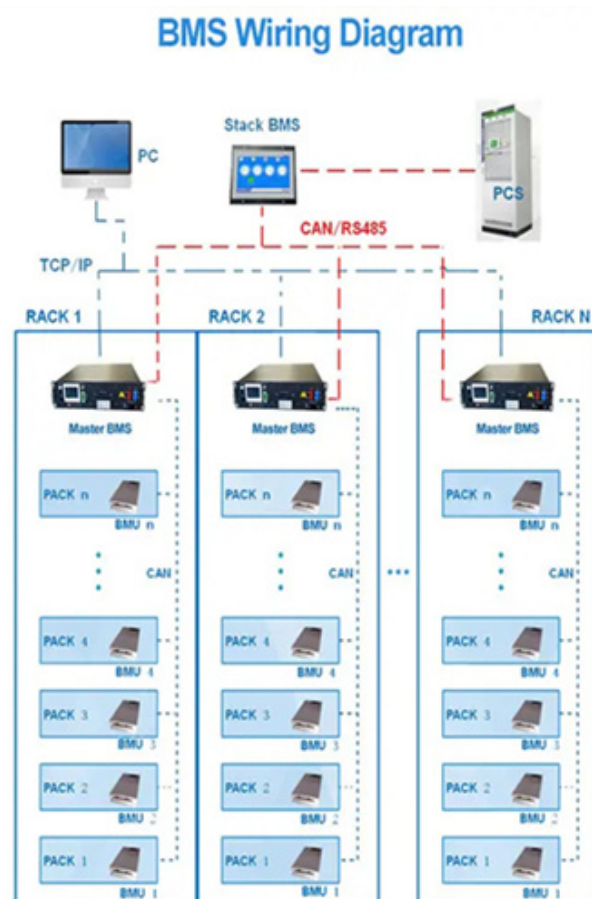 BMS Wiring Diagram
PC
Stack BMS
PCS
CAN/RS485
TCP/IP
RACK 1
RACK 2
RACK N
Master BMS
Master BMS
Master BMS
PACK n
PACK n
PACK n
BMU n
BMU n
BMU n
CAN
CAN
CAN
PACK 4
PACK 4
PACK 4
BMU 4
BMU 4
BMU 4
PACK 3
PACK 3
PACK 3
BMU 3
BMU 3
BMU 3
PACK 2
PACK 2
PACK 2
BMU 2
BMU 2
BMU 2
PACK 1
PACK 1
PACK 1
BMU 1
BMU 1
BMU 1